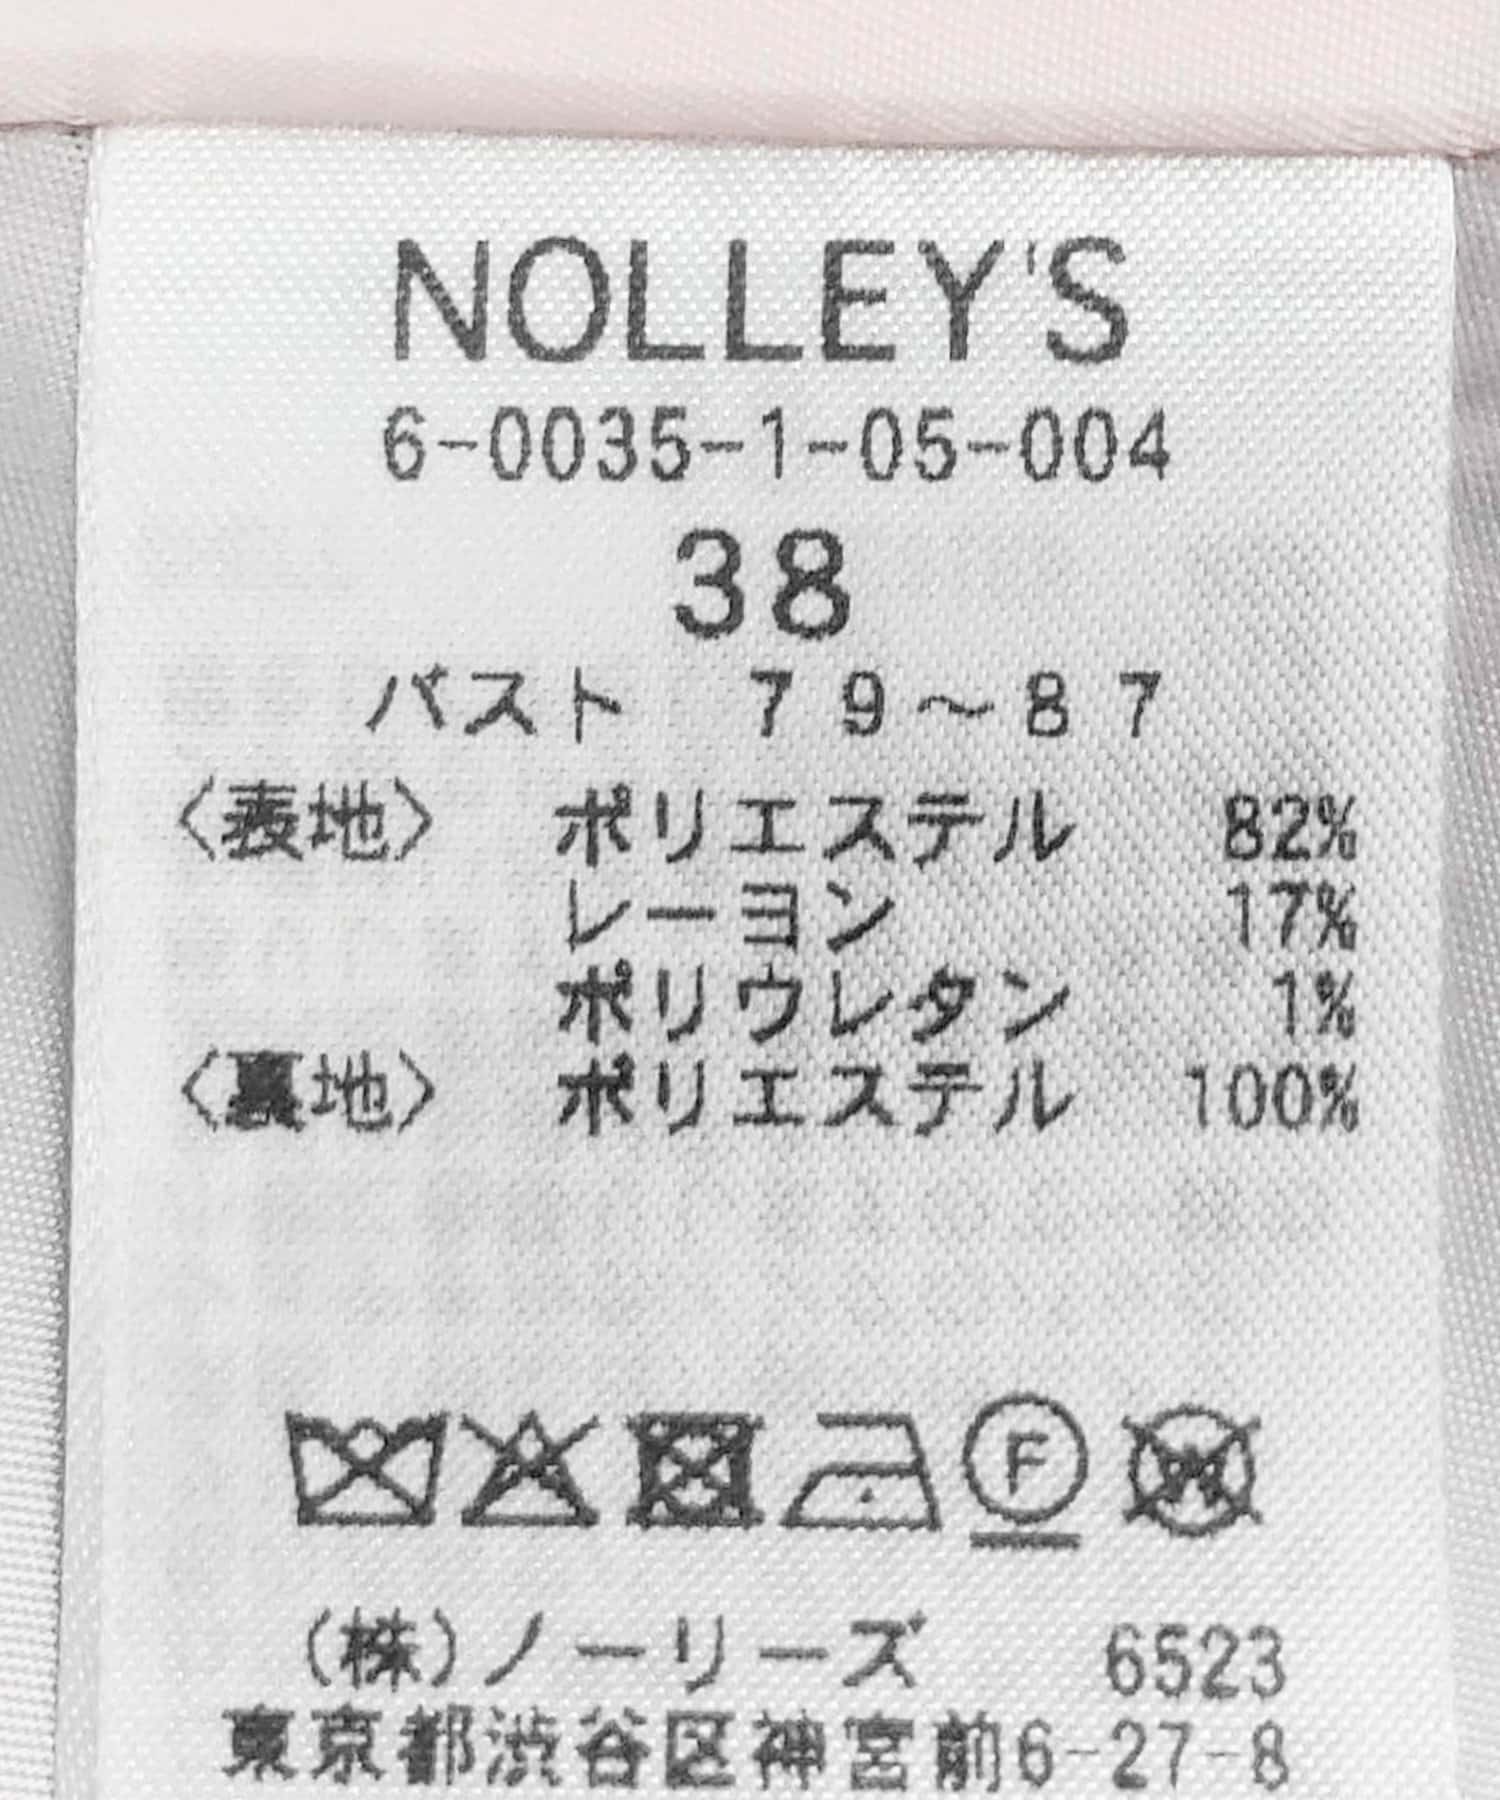 NOLLEY'S
6-0035-1-05-004
38
バスト 79~87
〈表地〉 ポリエステル 82%
レーヨン 17%
ポリウレタン 1%
〈裏地〉 ポリエステル 100%
F
W
(株)ノーリーズ 6523
東京都渋谷区神宮前6-27-8